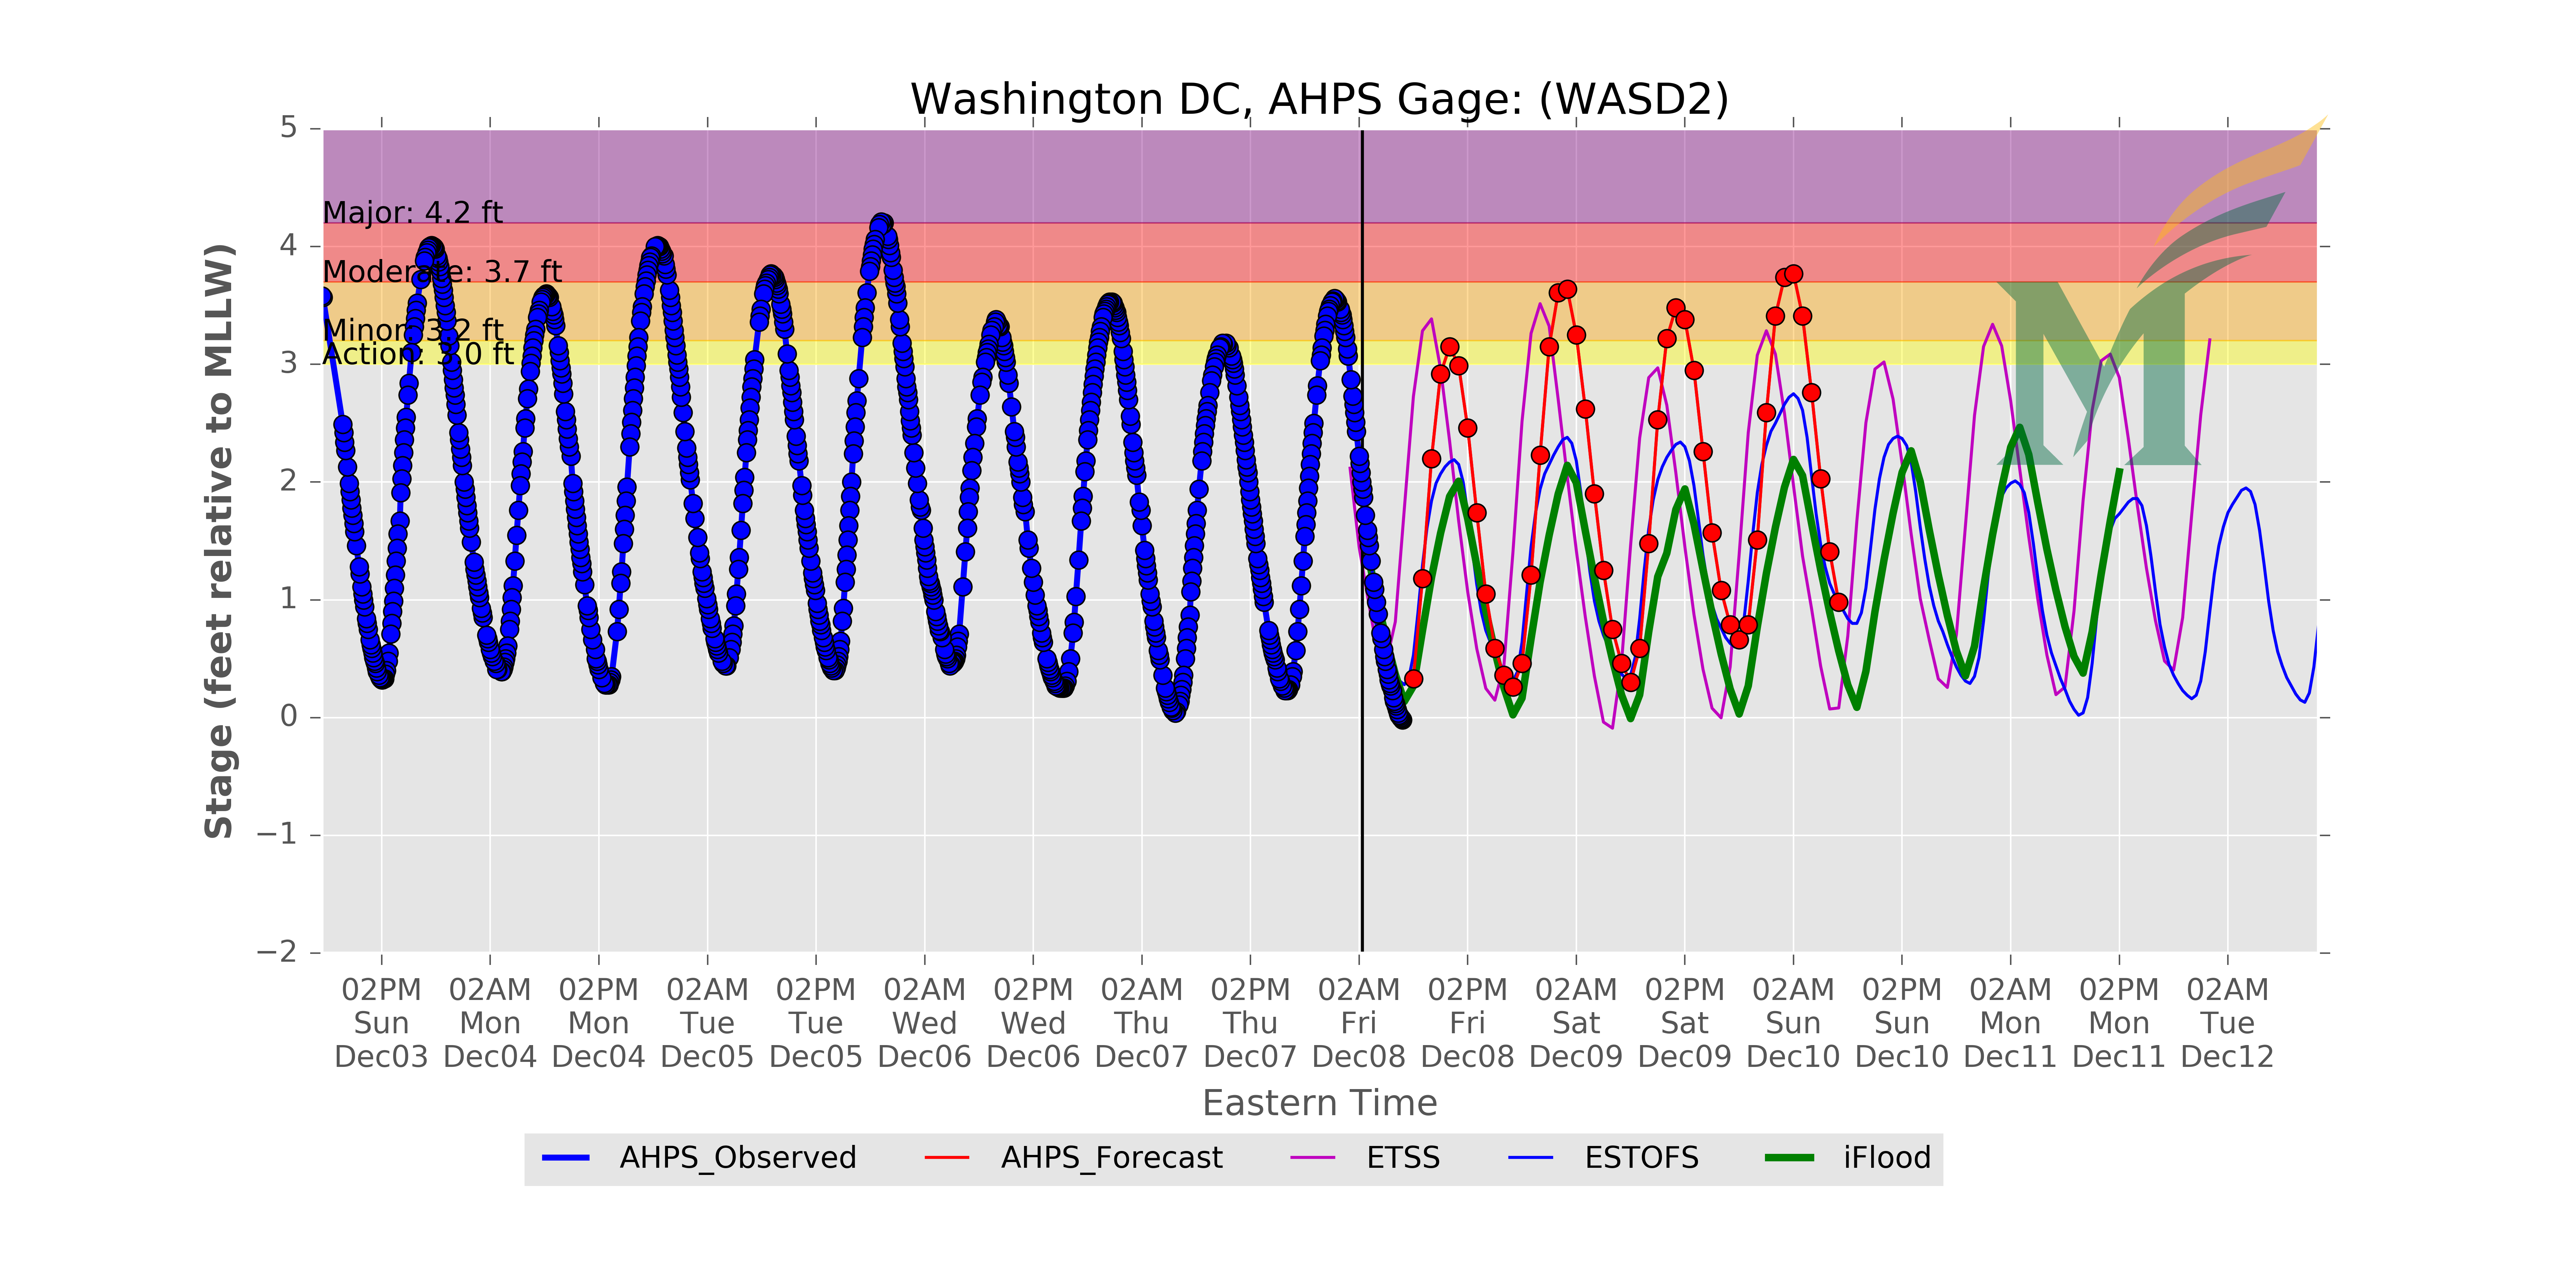 Washington DC, AHPS Gage: (WASD2)
Stage (feet relative to MLLW)
5
4
3
2
1
0
−1
−2
Major: 4.2 ft
Moderate: 3.7 ft
Minor: 3.2 ft
Action: 3.0 ft
02PM 02AM 02PM 02AM 02PM 02AM 02PM 02AM 02PM 02AM 02PM 02AM 02PM 02AM 02PM 02AM 02PM 02AM
Sun Mon Mon Tue Tue Wed Wed Thu Thu Fri Fri Sat Sat Sun Sun Mon Mon Tue
Dec03 Dec04 Dec04 Dec05 Dec05 Dec06 Dec06 Dec07 Dec07 Dec08 Dec08 Dec09 Dec09 Dec10 Dec10 Dec11 Dec11 Dec12
Eastern Time
AHPS_Observed AHPS_Forecast ETSS ESTOFS iFlood